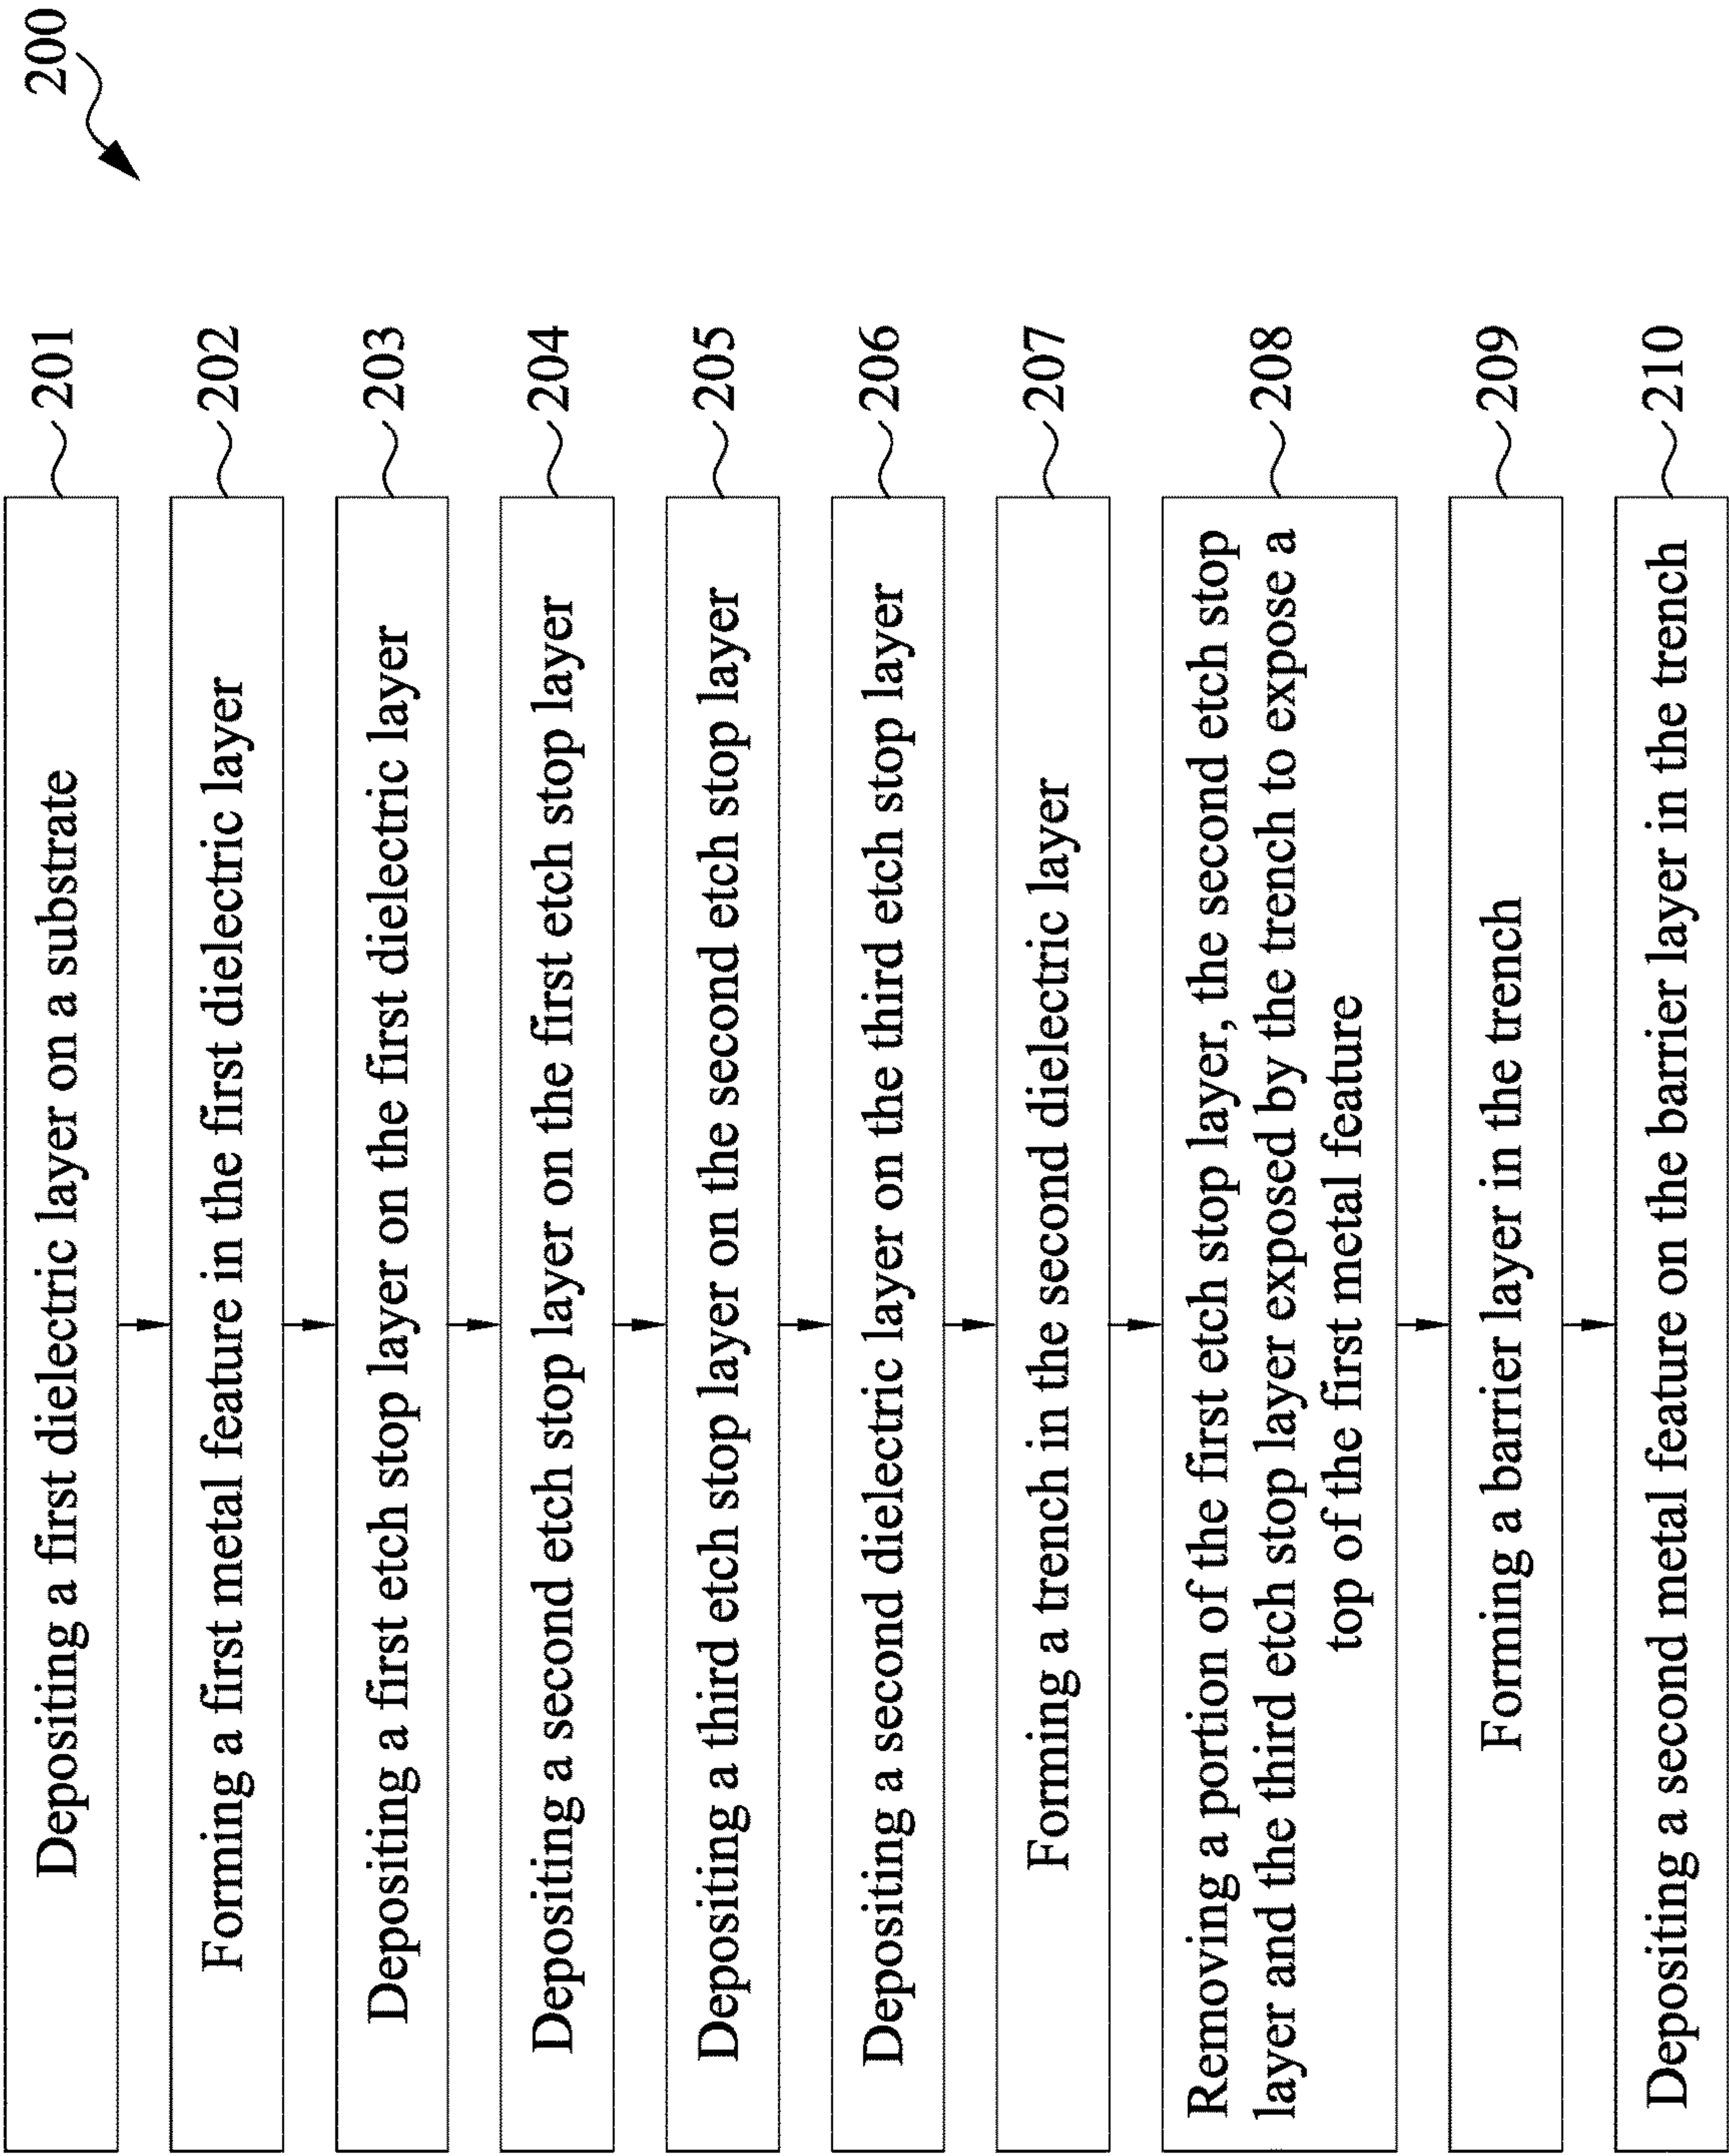 200
Depositing a first dielectric layer on a substrate
201
Forming a first metal feature in the first dielectric layer
202
Depositing a first etch stop layer on the first dielectric layer
203
Depositing a second etch stop layer on the first etch stop layer
204
Depositing a third etch stop layer on the second etch stop layer
205
Depositing a second dielectric layer on the third etch stop layer
206
Forming a trench in the second dielectric layer
207
Removing a portion of the first etch stop layer, the second etch stop
layer and the third etch stop layer exposed by the trench to expose a
top of the first metal feature
208
Forming a barrier layer in the trench
209
Depositing a second metal feature on the barrier layer in the trench
210